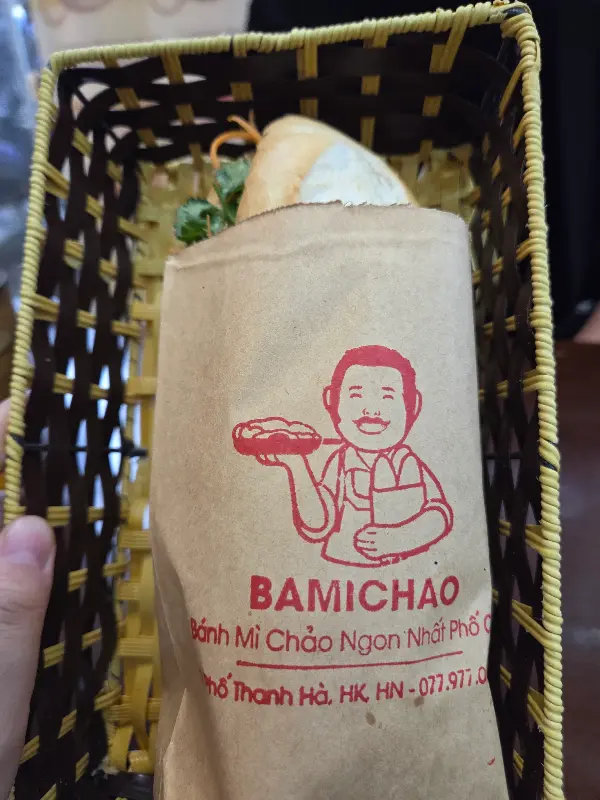 BAMICHAO
Bánh Mì Chảo Ngon Nhất Phố
Phố Thanh Hà, HK, HN - 077.977.0